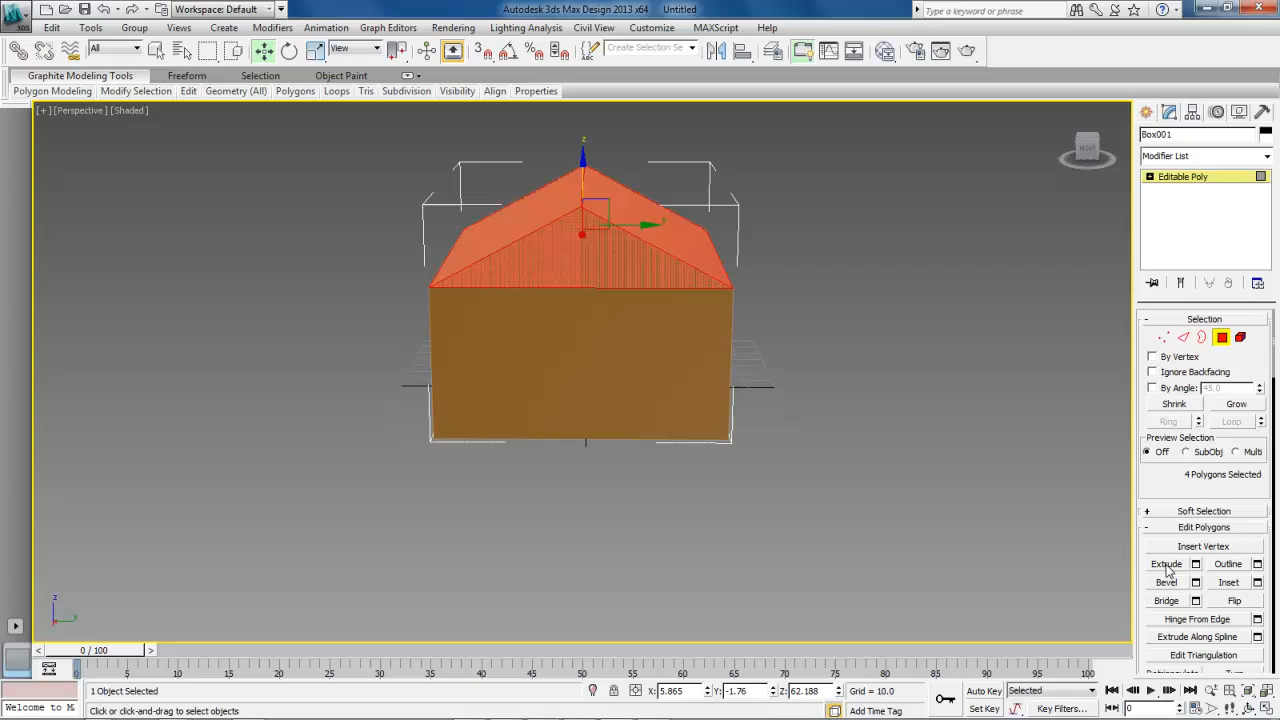 Workspace: Default
Autodesk 3ds Max Design 2013 x64 Untitled
Type a keyword or phrase
3DS
Edit Tools Group Views Create Modifiers Animation Graph Editors Rendering Lighting Analysis Civil View Customize MAXScript Help
All View Create Selection Se
Graphite Modeling Tools Freeform Selection Object Paint
Polygon Modeling Modify Selection Edit Geometry (All) Polygons Loops Tris Subdivision Visibility Align Properties
[+] [Perspective] [Shaded]
z
y
RIGHT
Box001
Modifier List
Editable Poly
Selection
By Vertex
Ignore Backfacing
By Angle: 45.0
Shrink Grow
Ring Loop
Preview Selection
Off SubObj Multi
4 Polygons Selected
Soft Selection
Edit Polygons
Insert Vertex
Extrude Outline
Bevel Inset
Bridge Flip
Hinge From Edge
Extrude Along Spline
Edit Triangulation
z
x y
< 0 / 100 >
0 5 10 15 20 25 30 35 40 45 50 55 60 65 70 75 80 85 90 95 100
1 Object Selected X: 5.865 Y: -1.76 Z: 62.188 Grid = 10.0 Auto Key Selected
Welcome to M Click or click-and-drag to select objects Add Time Tag Set Key Key Filters... 0